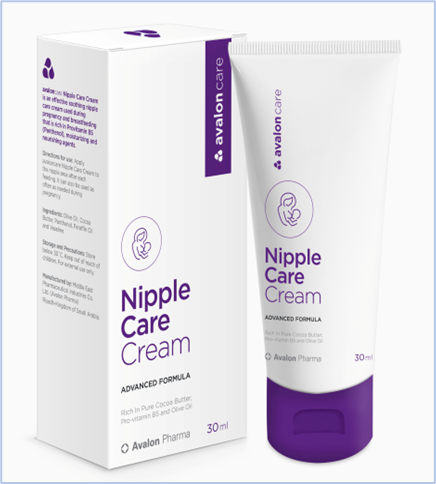 avalon care Nipple Care Cream
is an effective soothing nipple
care cream used during
pregnancy and breastfeeding
that is rich in Provitamin B5
(Panthenol), moisturizing and
nourishing agents.
Directions for use: Apply
avaloncare Nipple Care Cream to
the nipple area after each
feeding. It can also be used as
often as needed during
pregnancy.
Ingredients: Olive Oil, Cocoa
Butter, Panthenol, Paraffin Oil
and Vaseline.
Storage and Precautions: Store
below 30°C. Keep out of reach of
children. For external use only.
Manufactured by: Middle East
Pharmaceutical Industries Co.
Ltd. (Avalon Pharma)
Riyadh-Kingdom of Saudi Arabia
avalon care
Nipple
Care
Cream
ADVANCED FORMULA
Rich In Pure Cocoa Butter,
Pro-vitamin B5 and Olive Oil
Avalon Pharma
30 ml
avalon care
Nipple
Care
Cream
ADVANCED FORMULA
Rich In Pure Cocoa Butter,
Pro-vitamin B5 and Olive Oil
Avalon Pharma
30 ml